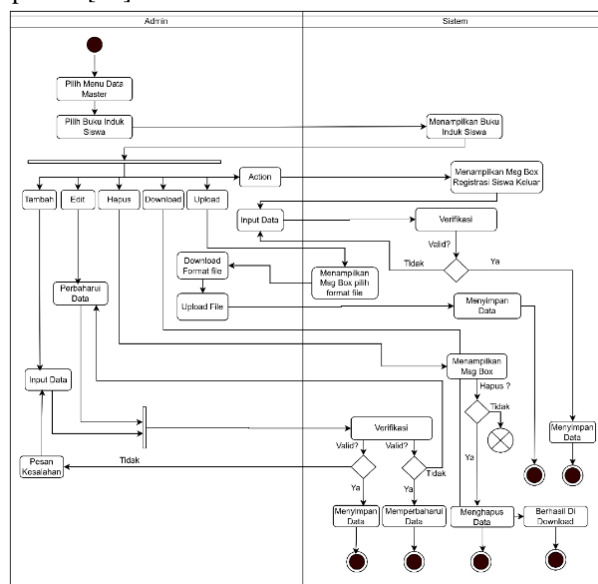 Admin
Sistem
Pilih Menu Data
Master
Pilih Buku Induk
Siswa
Menampilkan Buku
Induk Siswa
Action
Menampilkan Msg Box
Registrasi Siswa Keluar
Tambah
Edit
Hapus
Download
Upload
Input Data
Verifikasi
Valid?
Tidak
Ya
Download
Format file
Menampilkan
Msg Box pilih
format file
Perbaharui
Data
Upload File
Menyimpan
Data
Menampilkan
Msg Box
Hapus ?
Tidak
Input Data
Menyimpan
Data
Verifikasi
Ya
Valid?
Valid?
Tidak
Pesan
Kesalahan
Tidak
Ya
Ya
Menyimpan
Data
Memperbaharui
Data
Menghapus
Data
Berhasil Di
Download